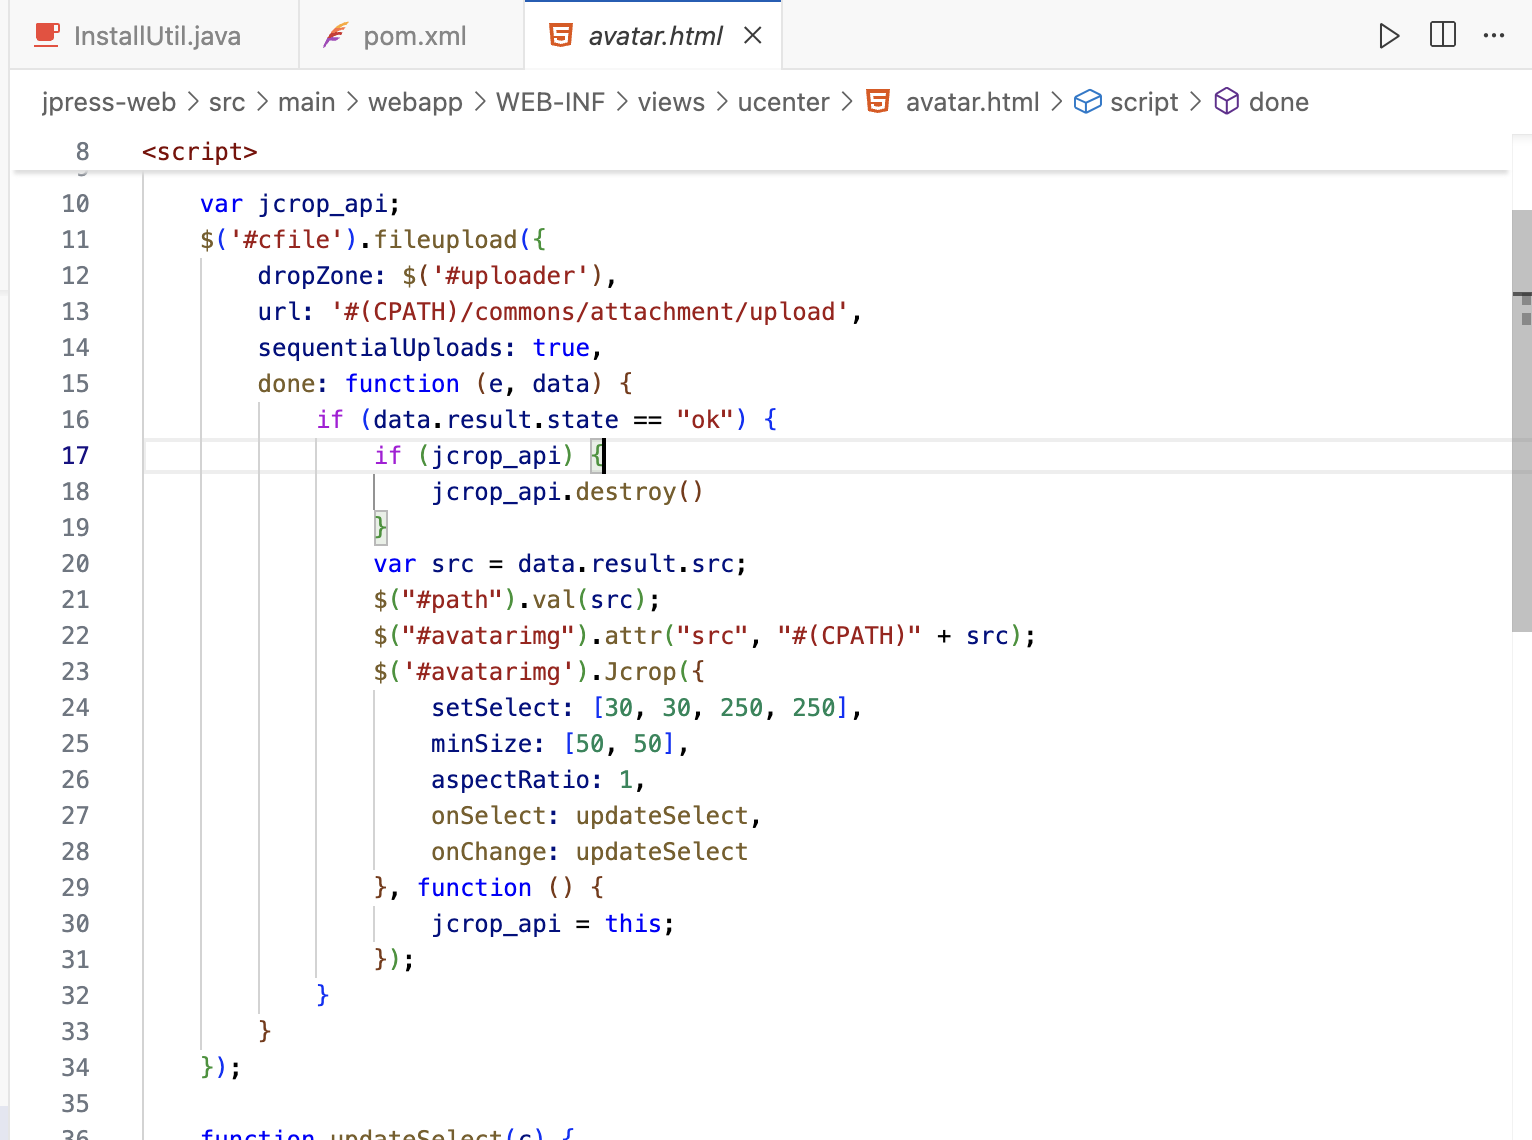 InstallUtil.java pom.xml avatar.html
jpress-web > src > main > webapp > WEB-INF > views > ucenter > avatar.html > script > done
8 <script>
10 var jcrop_api;
11 $('#cfile').fileupload({
12 dropZone: $('#uploader'),
13 url: '#(CPATH)/commons/attachment/upload',
14 sequentialUploads: true,
15 done: function (e, data) {
16 if (data.result.state == "ok") {
17 if (jcrop_api) {
18 jcrop_api.destroy()
19 }
20 var src = data.result.src;
21 $("#path").val(src);
22 $("#avatarimg").attr("src", "#(CPATH)" + src);
23 $('#avatarimg').Jcrop({
24 setSelect: [30, 30, 250, 250],
25 minSize: [50, 50],
26 aspectRatio: 1,
27 onSelect: updateSelect,
28 onChange: updateSelect
29 }, function () {
30 jcrop_api = this;
31 });
32 }
33 }
34 });
35
36 function updateSelect(c) {